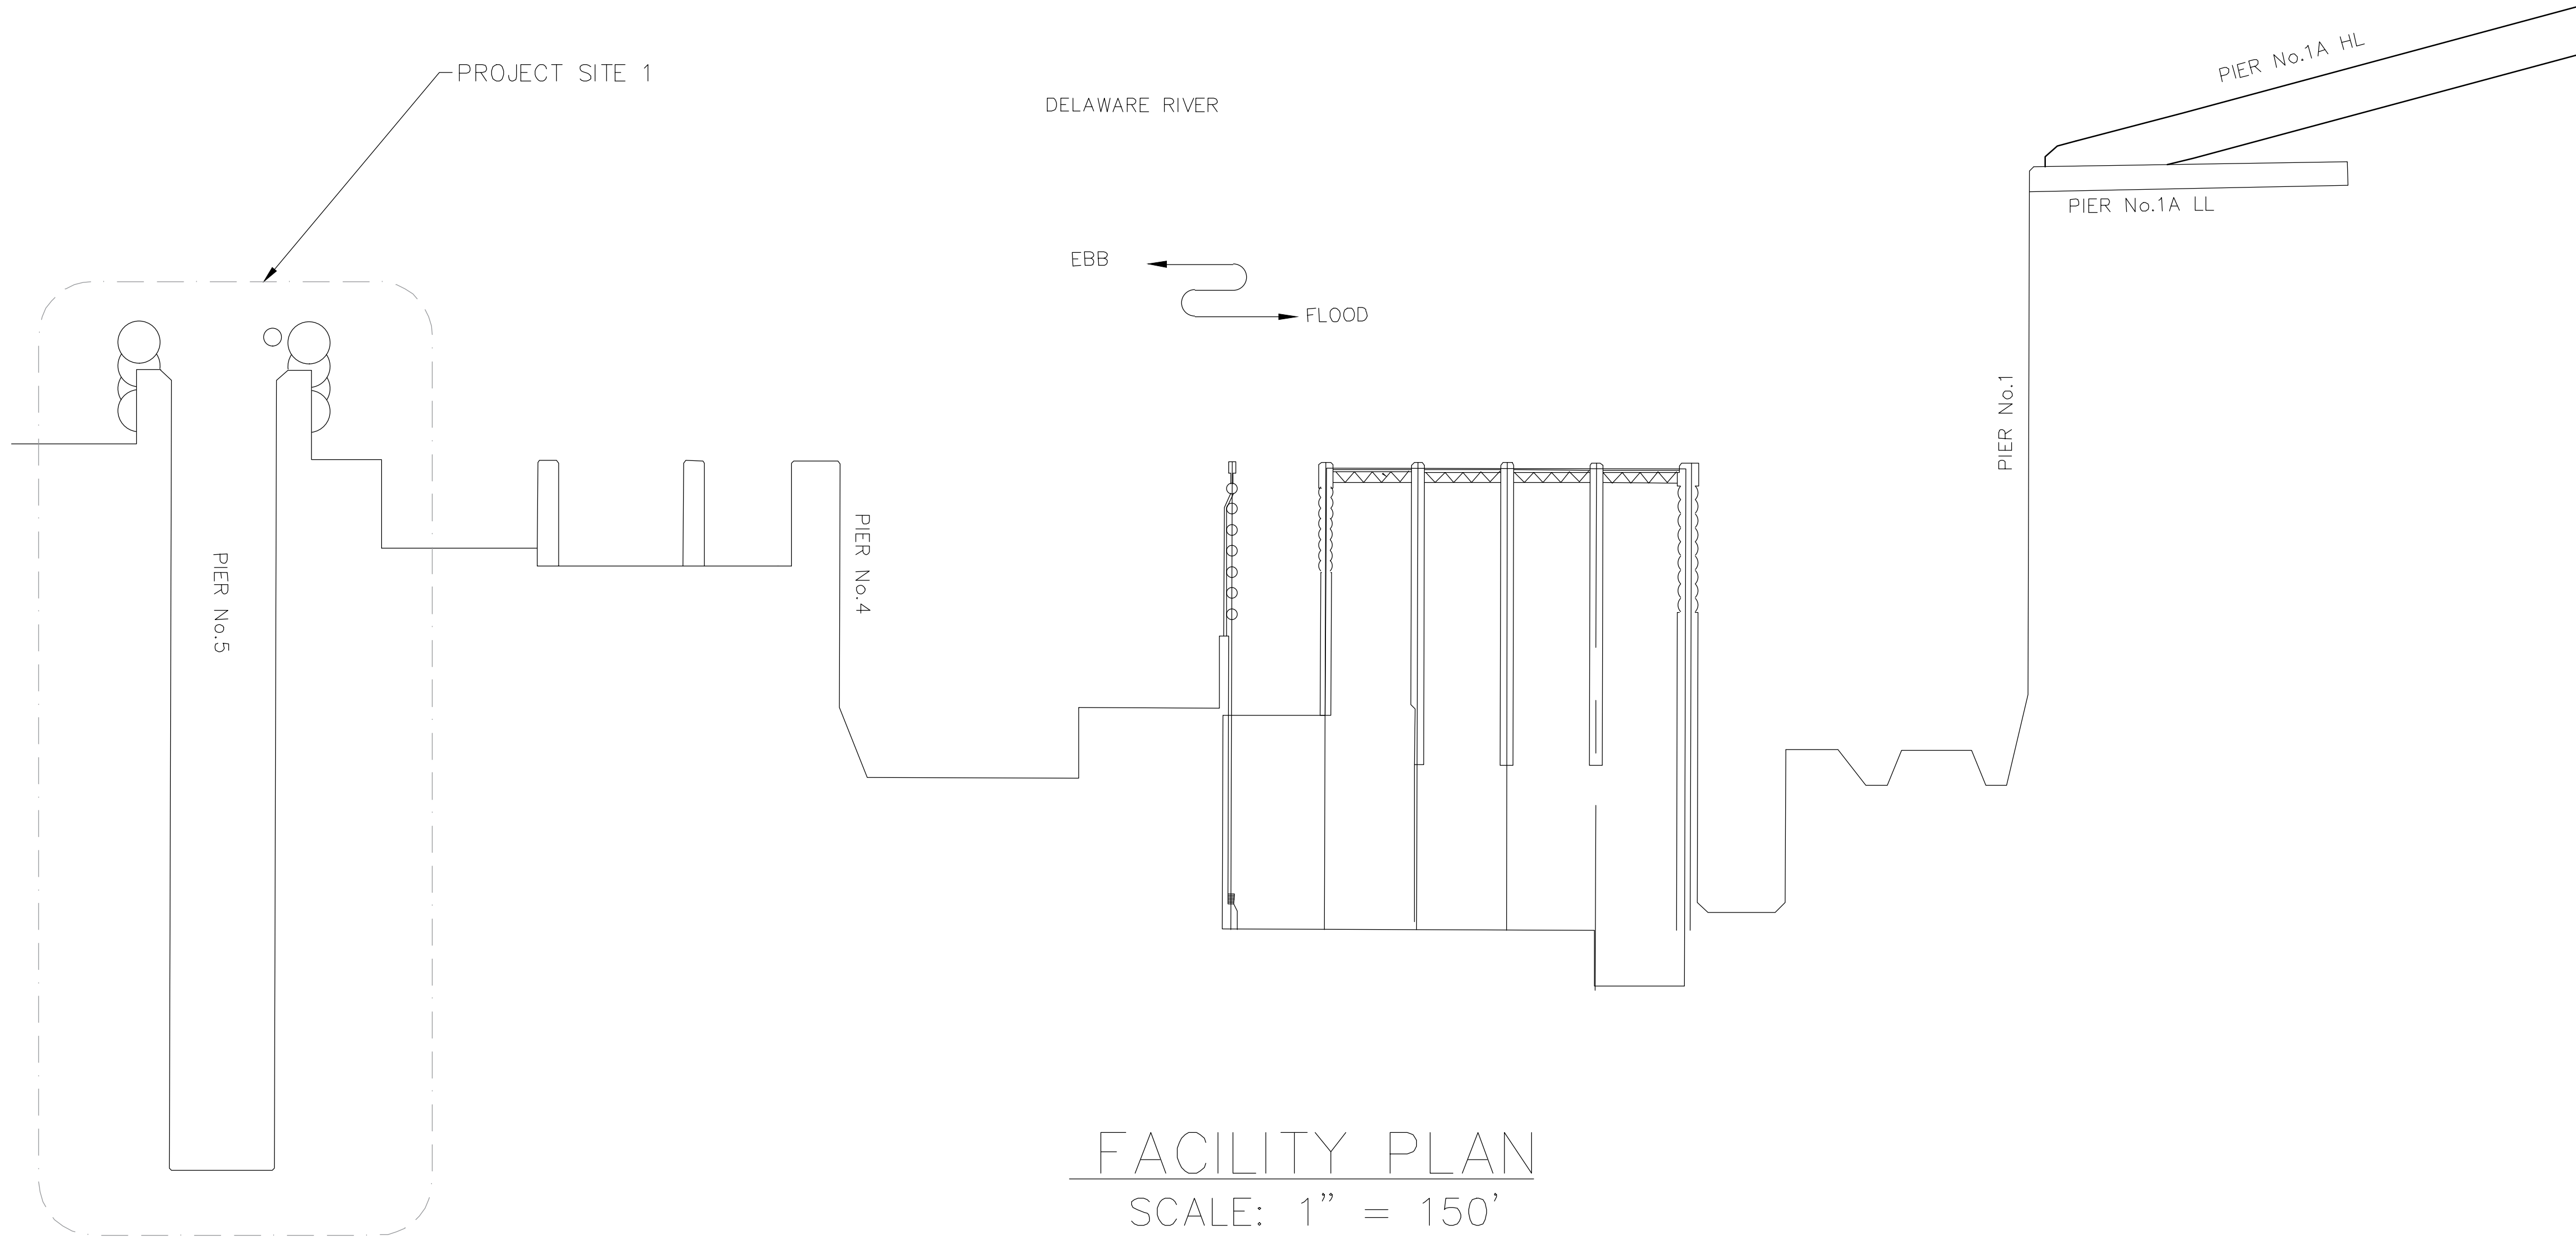 PROJECT SITE 1
DELAWARE RIVER
PIER No.1A HL
PIER No.1A LL
EBB
FLOOD
PIER No.1
PIER No.4
PIER No.5
FACILITY PLAN
SCALE: 1" = 150'